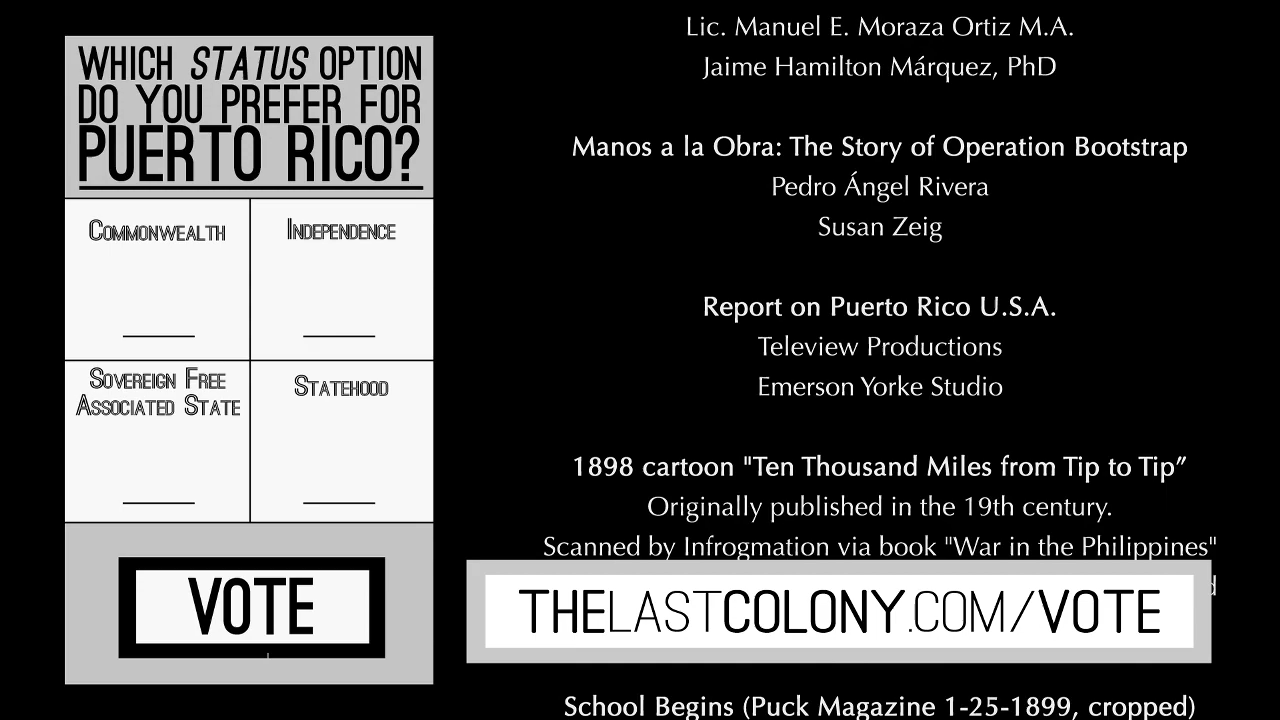 WHICH STATUS OPTION
DO YOU PREFER FOR
PUERTO RICO?
COMMONWEALTH
INDEPENDENCE
SOVEREIGN FREE
ASSOCIATED STATE
STATEHOOD
VOTE
Lic. Manuel E. Moraza Ortiz M.A.
Jaime Hamilton Márquez, PhD
Manos a la Obra: The Story of Operation Bootstrap
Pedro Ángel Rivera
Susan Zeig
Report on Puerto Rico U.S.A.
Teleview Productions
Emerson Yorke Studio
1898 cartoon "Ten Thousand Miles from Tip to Tip”
Originally published in the 19th century.
Scanned by Infrogmation via book "War in the Philippines"
THELASTCOLONY.COM/VOTE
School Begins (Puck Magazine 1-25-1899, cropped)